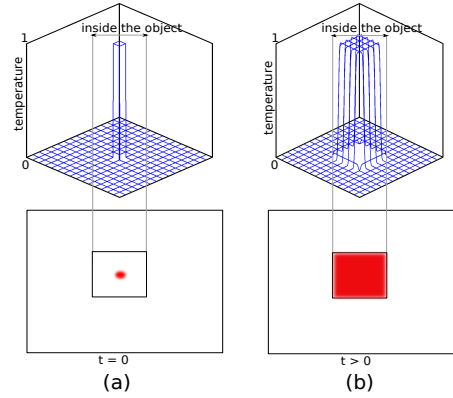 inside the object
1
temperature
0
t = 0
(a)
inside the object
1
temperature
0
t > 0
(b)